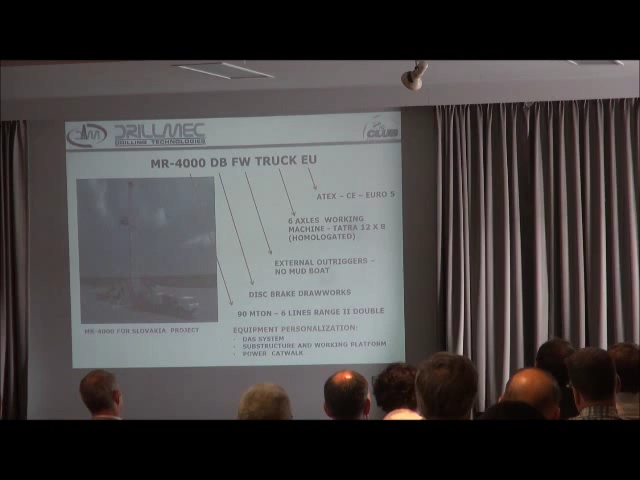 DRILLMEC
DRILLING TECHNOLOGIES
CLUB
MR-4000 DB FW TRUCK EU
ATEX – CE – EURO 5
6 AXLES WORKING
MACHINE - TATRA 12 X 8
(HOMOLOGATED)
EXTERNAL OUTRIGGERS –
NO MUD BOAT
DISC BRAKE DRAWWORKS
90 MTON – 6 LINES RANGE II DOUBLE
MR-4000 FOR SLOVAKIA PROJECT
EQUIPMENT PERSONALIZATION:
- DAS SYSTEM
- SUBSTRUCTURE AND WORKING PLATFORM
- POWER CATWALK